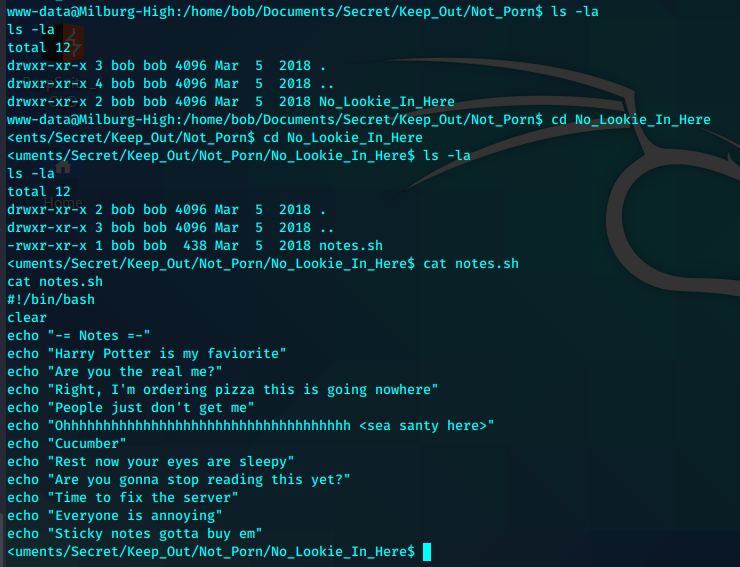 www-data@Milburg-High:/home/bob/Documents/Secret/Keep_Out/Not_Porn$ ls -la
ls -la
total 12
drwxr-xr-x 3 bob bob 4096 Mar  5  2018 .
drwxr-xr-x 4 bob bob 4096 Mar  5  2018 ..
drwxr-xr-x 2 bob bob 4096 Mar  5  2018 No_Lookie_In_Here
www-data@Milburg-High:/home/bob/Documents/Secret/Keep_Out/Not_Porn$ cd No_Lookie_In_Here
<ents/Secret/Keep_Out/Not_Porn$ cd No_Lookie_In_Here
<uments/Secret/Keep_Out/Not_Porn/No_Lookie_In_Here$ ls -la
ls -la
total 12
Home
drwxr-xr-x 2 bob bob 4096 Mar  5  2018 .
drwxr-xr-x 3 bob bob 4096 Mar  5  2018 ..
-rwxr-xr-x 1 bob bob  438 Mar  5  2018 notes.sh
<uments/Secret/Keep_Out/Not_Porn/No_Lookie_In_Here$ cat notes.sh
cat notes.sh
#!/bin/bash
clear
echo "-= Notes =-"
echo "Harry Potter is my faviorite"
echo "Are you the real me?"
echo "Right, I'm ordering pizza this is going nowhere"
echo "People just don't get me"
echo "Ohhhhhhhhhhhhhhhhhhhhhhhhhhhhhhhhhhhh <sea santy here>"
echo "Cucumber"
echo "Rest now your eyes are sleepy"
echo "Are you gonna stop reading this yet?"
echo "Time to fix the server"
echo "Everyone is annoying"
echo "Sticky notes gotta buy em"
<uments/Secret/Keep_Out/Not_Porn/No_Lookie_In_Here$